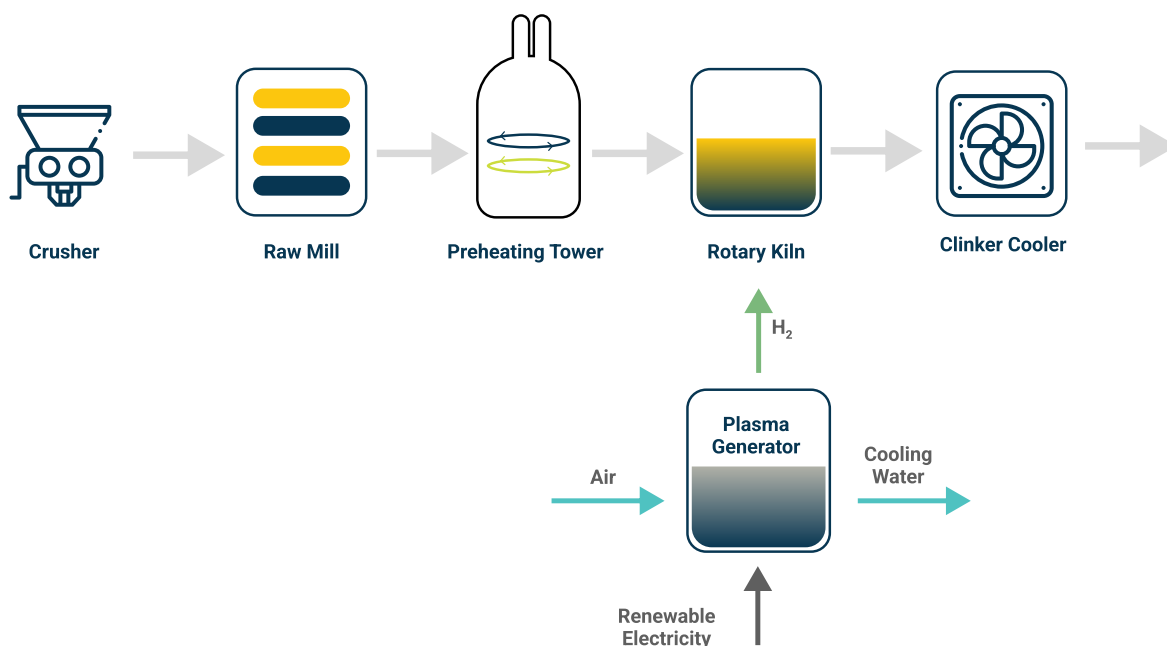 Crusher
Raw Mill
Preheating Tower
Rotary Kiln
Clinker Cooler
H₂
Plasma
Generator
Air
Cooling
Water
Renewable
Electricity